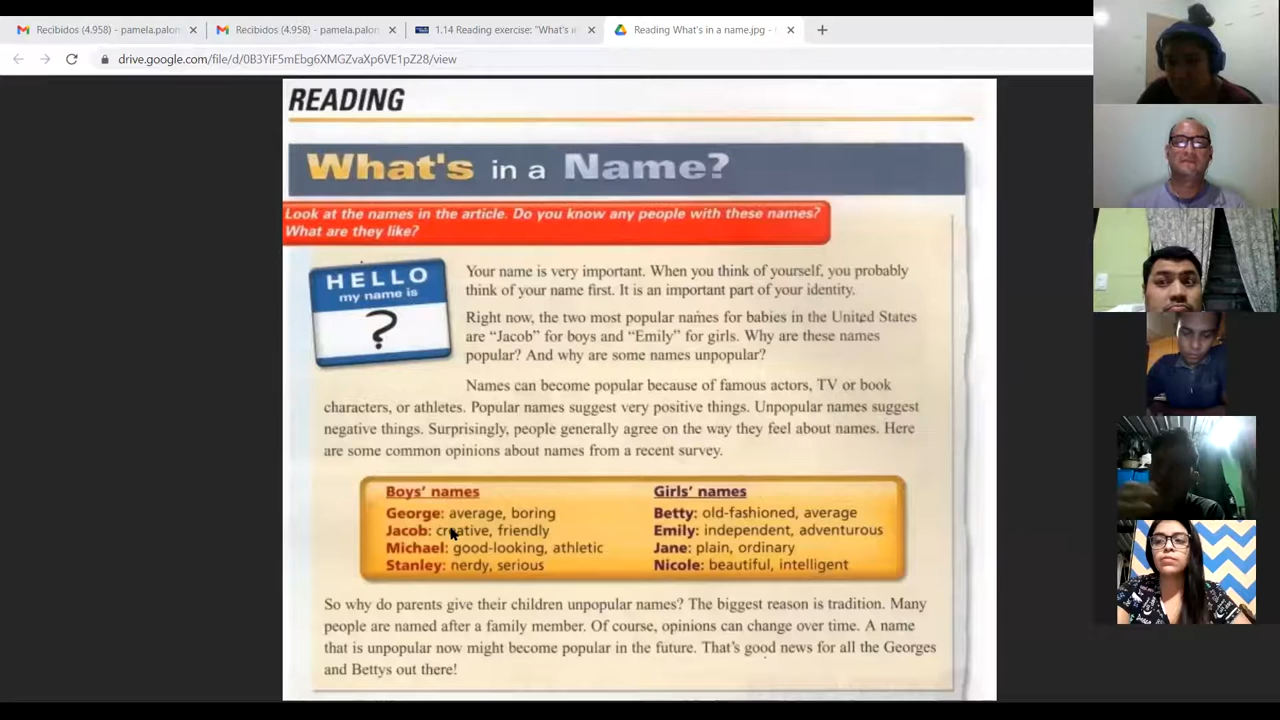 Recibidos (4.958) - pamela.palon
Recibidos (4.958) - pamela.palon
1.14 Reading exercise: "What's i
Reading What's in a name.jpg -
drive.google.com/file/d/0B3YiF5mEbg6XMGZvaXp6VE1pZ28/view
READING
What's in a Name?
Look at the names in the article. Do you know any people with these names?
What are they like?
HELLO
my name is
?
Your name is very important. When you think of yourself, you probably
think of your name first. It is an important part of your identity.
Right now, the two most popular names for babies in the United States
are “Jacob” for boys and “Emily” for girls. Why are these names
popular? And why are some names unpopular?
Names can become popular because of famous actors, TV or book
characters, or athletes. Popular names suggest very positive things. Unpopular names suggest
negative things. Surprisingly, people generally agree on the way they feel about names. Here
are some common opinions about names from a recent survey.
Boys' names
George: average, boring
Jacob: creative, friendly
Michael: good-looking, athletic
Stanley: nerdy, serious
Girls' names
Betty: old-fashioned, average
Emily: independent, adventurous
Jane: plain, ordinary
Nicole: beautiful, intelligent
So why do parents give their children unpopular names? The biggest reason is tradition. Many
people are named after a family member. Of course, opinions can change over time. A name
that is unpopular now might become popular in the future. That's good news for all the Georges
and Bettys out there!